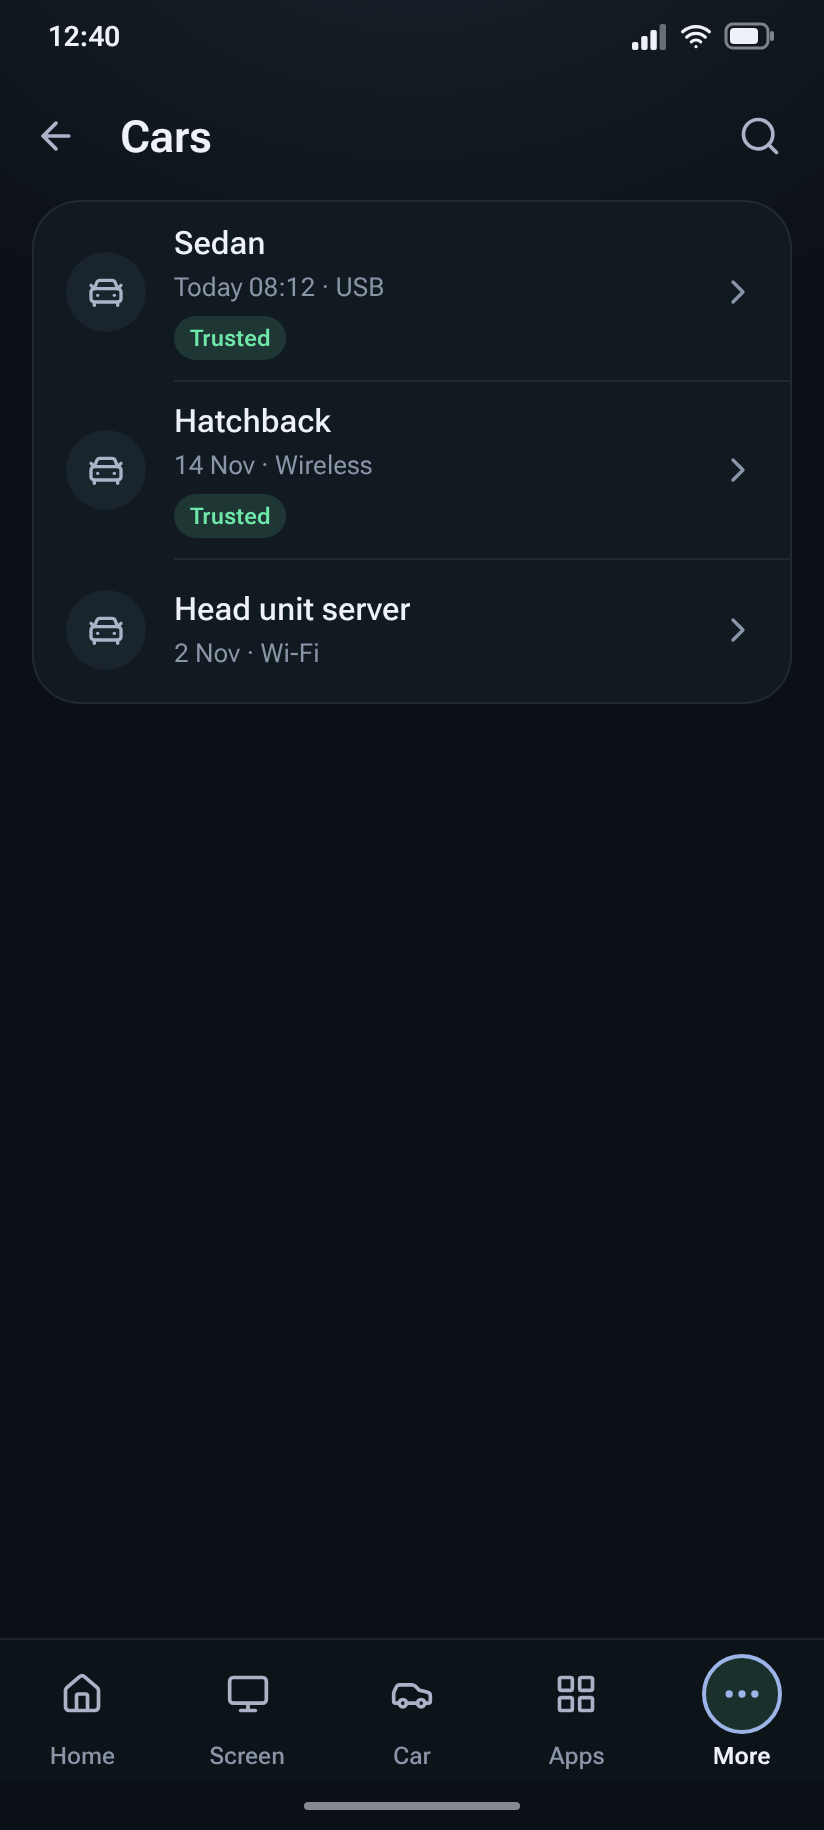 12:40
Cars
Sedan
Today 08:12 · USB
Trusted
Hatchback
14 Nov · Wireless
Trusted
Head unit server
2 Nov · Wi-Fi
Home
Screen
Car
Apps
More